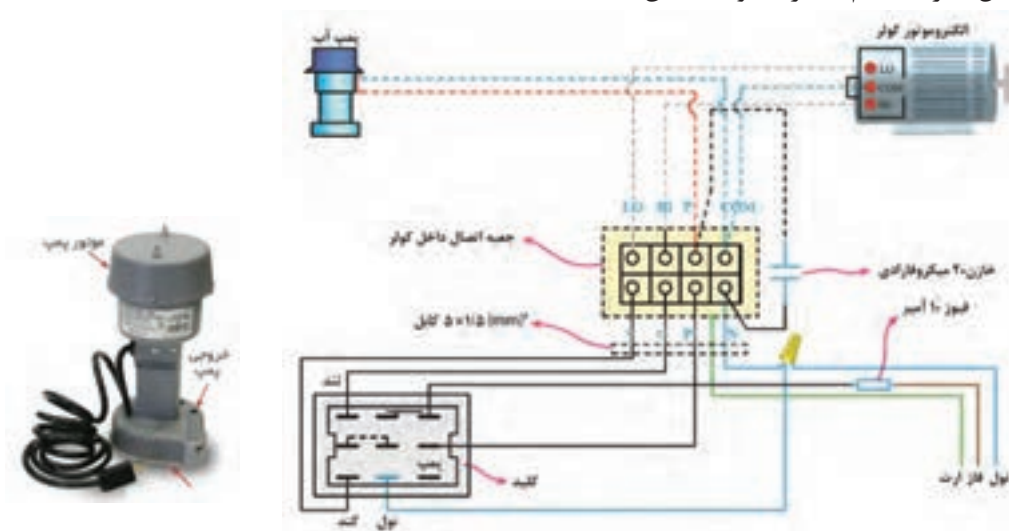 الکتروموتور کولر
پمپ آب
LO
COM
HI
LO HI P COM
جعبه اتصال داخل کولر
خازن ۲۰ میکروفارادی
فیوز ۱۰ آمپر
کابل ۵×۱/۵ (mm)²
تند
پمپ
کلید
کند
نول
نول فاز ارت
موتور پمپ
خروجی
پمپ